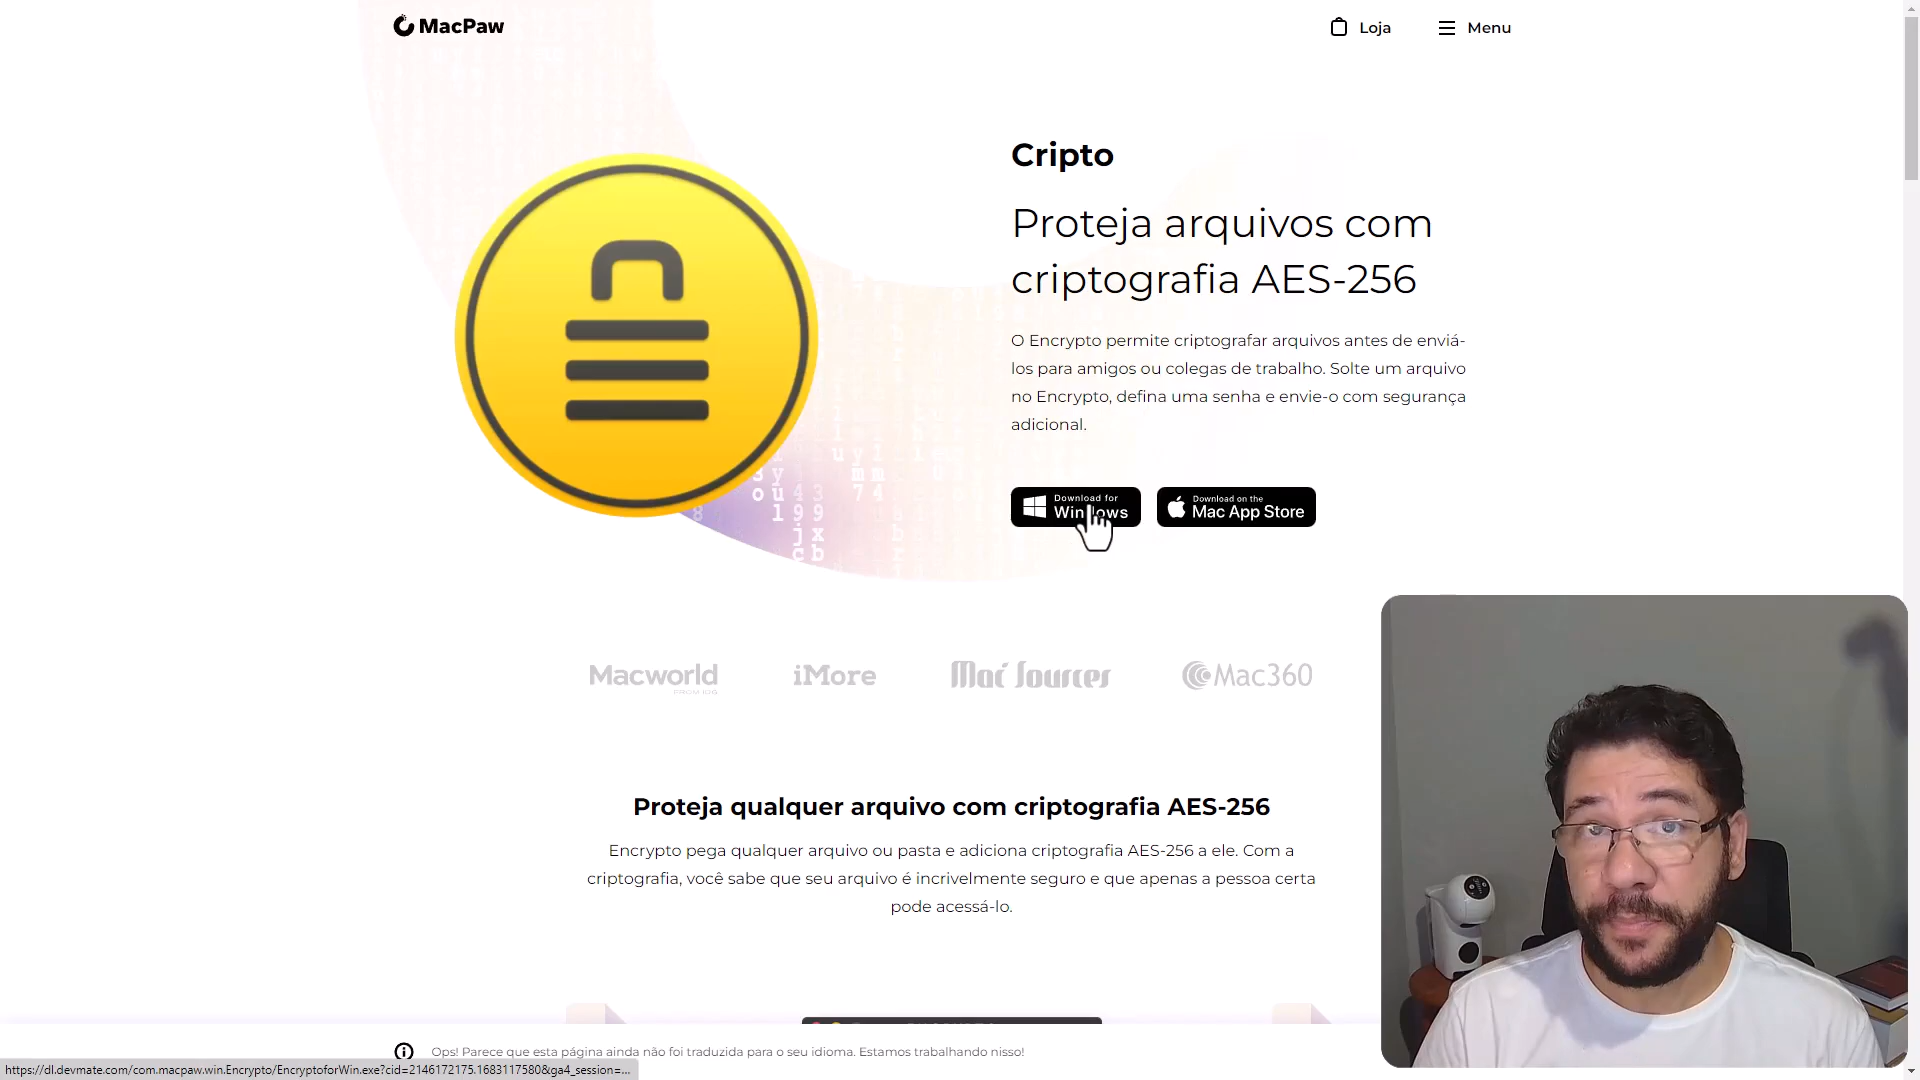 MacPaw
Loja
Menu
Cripto
Proteja arquivos com
criptografia AES-256
O Encrypto permite criptografar arquivos antes de enviá-
los para amigos ou colegas de trabalho. Solte um arquivo
no Encrypto, defina uma senha e envie-o com segurança
adicional.
Download for
Windows
Download on the
Mac App Store
Macworld
FROM IDG
iMore
Mac Sources
Mac360
Proteja qualquer arquivo com criptografia AES-256
Encrypto pega qualquer arquivo ou pasta e adiciona criptografia AES-256 a ele. Com a
criptografia, você sabe que seu arquivo é incrivelmente seguro e que apenas a pessoa certa
pode acessá-lo.
Ops! Parece que esta página ainda não foi traduzida para o seu idioma. Estamos trabalhando nisso!
https://dl.devmate.com/com.macpaw.win.Encrypto/EncryptoforWin.exe?cid=2146172175.1683117580&ga4_session=...